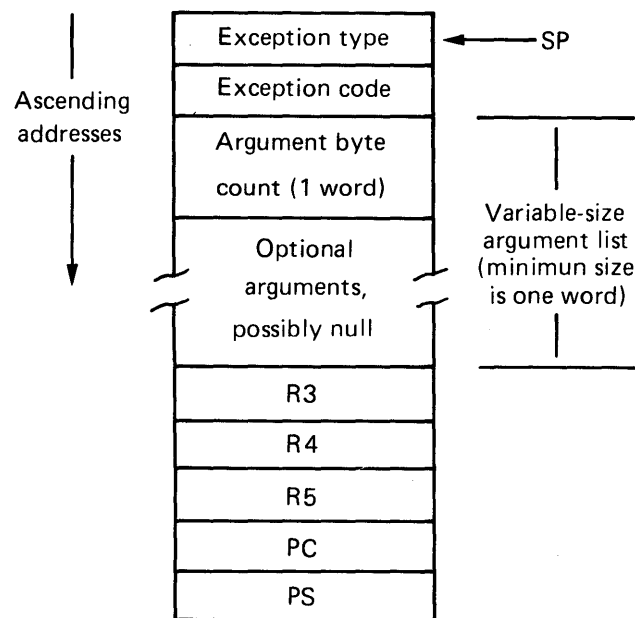 Exception type
SP
Exception code
Ascending
addresses
Argument byte
count (1 word)
Variable-size
argument list
(minimun size
is one word)
Optional
arguments,
possibly null
R3
R4
R5
PC
PS